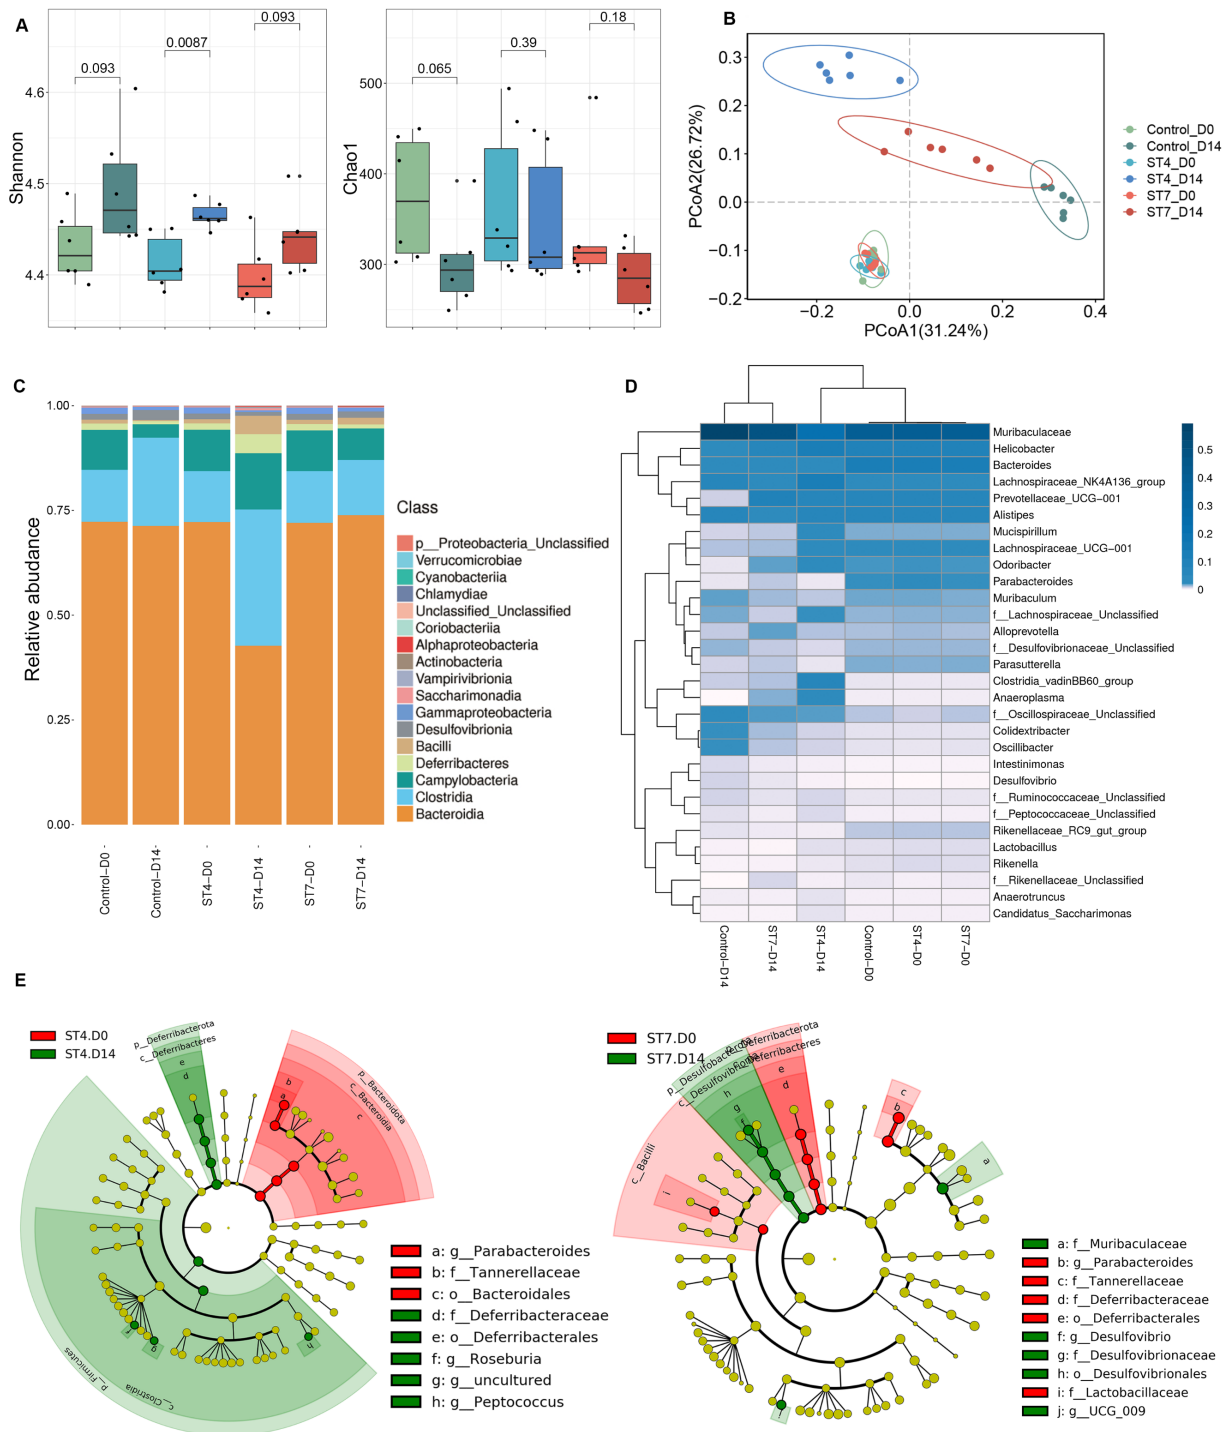 A
Shannon
4.6
4.5
4.4
0.093
0.0087
0.093
Chao1
500
400
300
0.065
0.39
0.18
B
PCoA2(26.72%)
0.3
0.2
0.1
0.0
−0.1
−0.2
−0.2
0.0
0.2
0.4
PCoA1(31.24%)
Control_D0
Control_D14
ST4_D0
ST4_D14
ST7_D0
ST7_D14
C
Relative abudance
1.00
0.75
0.50
0.25
0.00
Control−D0
Control−D14
ST4−D0
ST4−D14
ST7−D0
ST7−D14
Class
p__Proteobacteria_Unclassified
Verrucomicrobiae
Cyanobacteriia
Chlamydiae
Unclassified_Unclassified
Coriobacteriia
Alphaproteobacteria
Actinobacteria
Vampirivibrionia
Saccharimonadia
Gammaproteobacteria
Desulfovibrionia
Bacilli
Deferribacteres
Campylobacteria
Clostridia
Bacteroidia
D
Muribaculaceae
Helicobacter
Bacteroides
Lachnospiraceae_NK4A136_group
Prevotellaceae_UCG−001
Alistipes
Mucispirillum
Lachnospiraceae_UCG−001
Odoribacter
Parabacteroides
Muribaculum
f__Lachnospiraceae_Unclassified
Alloprevotella
f__Desulfovibrionaceae_Unclassified
Parasutterella
Clostridia_vadinBB60_group
Anaeroplasma
f__Oscillospiraceae_Unclassified
Colidextribacter
Oscillibacter
Intestinimonas
Desulfovibrio
f__Ruminococcaceae_Unclassified
f__Peptococcaceae_Unclassified
Rikenellaceae_RC9_gut_group
Lactobacillus
Rikenella
f__Rikenellaceae_Unclassified
Anaerotruncus
Candidatus_Saccharimonas
0.5
0.4
0.3
0.2
0.1
0
Control−D14
ST7−D14
ST4−D14
Control−D0
ST4−D0
ST7−D0
E
ST4.D0
ST4.D14
p__Deferribacterota
c__Deferribacteres
e
d
p__Bacteroidota
c__Bacteroidia
c
b
a
g
h
p__Firmicutes
c__Clostridia
a: g__Parabacteroides
b: f__Tannerellaceae
c: o__Bacteroidales
d: f__Deferribacteraceae
e: o__Deferribacterales
f: g__Roseburia
g: g__uncultured
h: g__Peptococcus
ST7.D0
ST7.D14
p__Desulfobacterota
c__Desulfovibrionia
h
g
p__Deferribacterota
c__Deferribacteres
e
d
c
b
a
c__Bacilli
i
a: f__Muribaculaceae
b: g__Parabacteroides
c: f__Tannerellaceae
d: f__Deferribacteraceae
e: o__Deferribacterales
f: g__Desulfovibrio
g: f__Desulfovibrionaceae
h: o__Desulfovibrionales
i: f__Lactobacillaceae
j: g__UCG_009